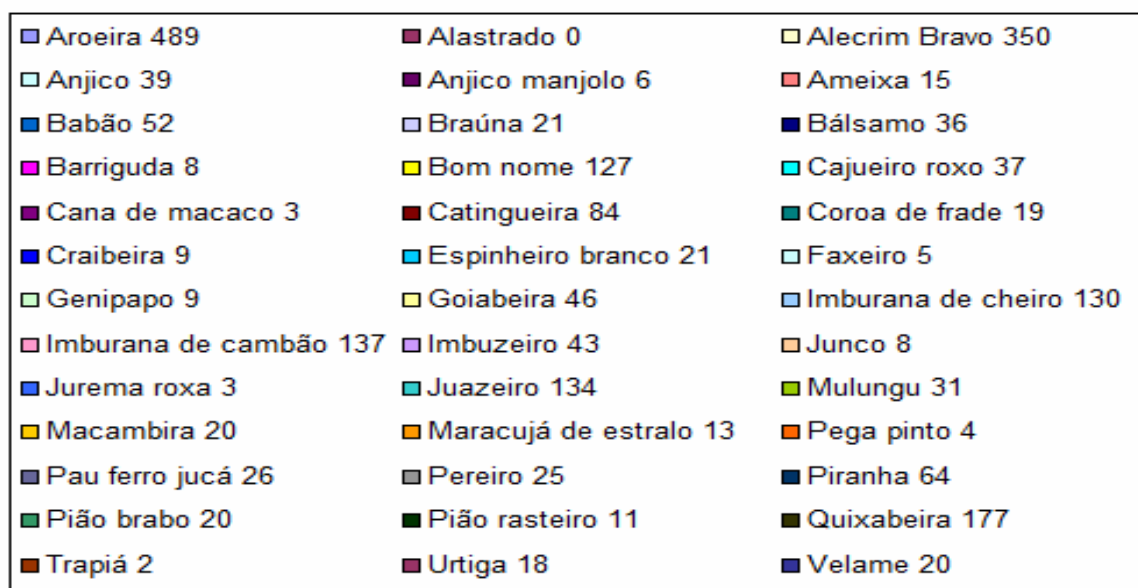 Aroeira 489 Alastrado 0 Alecrim Bravo 350
Anjico 39 Anjico manjolo 6 Ameixa 15
Babão 52 Braúna 21 Bálsamo 36
Barriguda 8 Bom nome 127 Cajueiro roxo 37
Cana de macaco 3 Catingueira 84 Coroa de frade 19
Craibeira 9 Espinheiro branco 21 Faxeiro 5
Genipapo 9 Goiabeira 46 Imburana de cheiro 130
Imburana de cambão 137 Imbuzeiro 43 Junco 8
Jurema roxa 3 Juazeiro 134 Mulungu 31
Macambira 20 Maracujá de estralo 13 Pega pinto 4
Pau ferro jucá 26 Pereiro 25 Piranha 64
Pião brabo 20 Pião rasteiro 11 Quixabeira 177
Trapiá 2 Urtiga 18 Velame 20